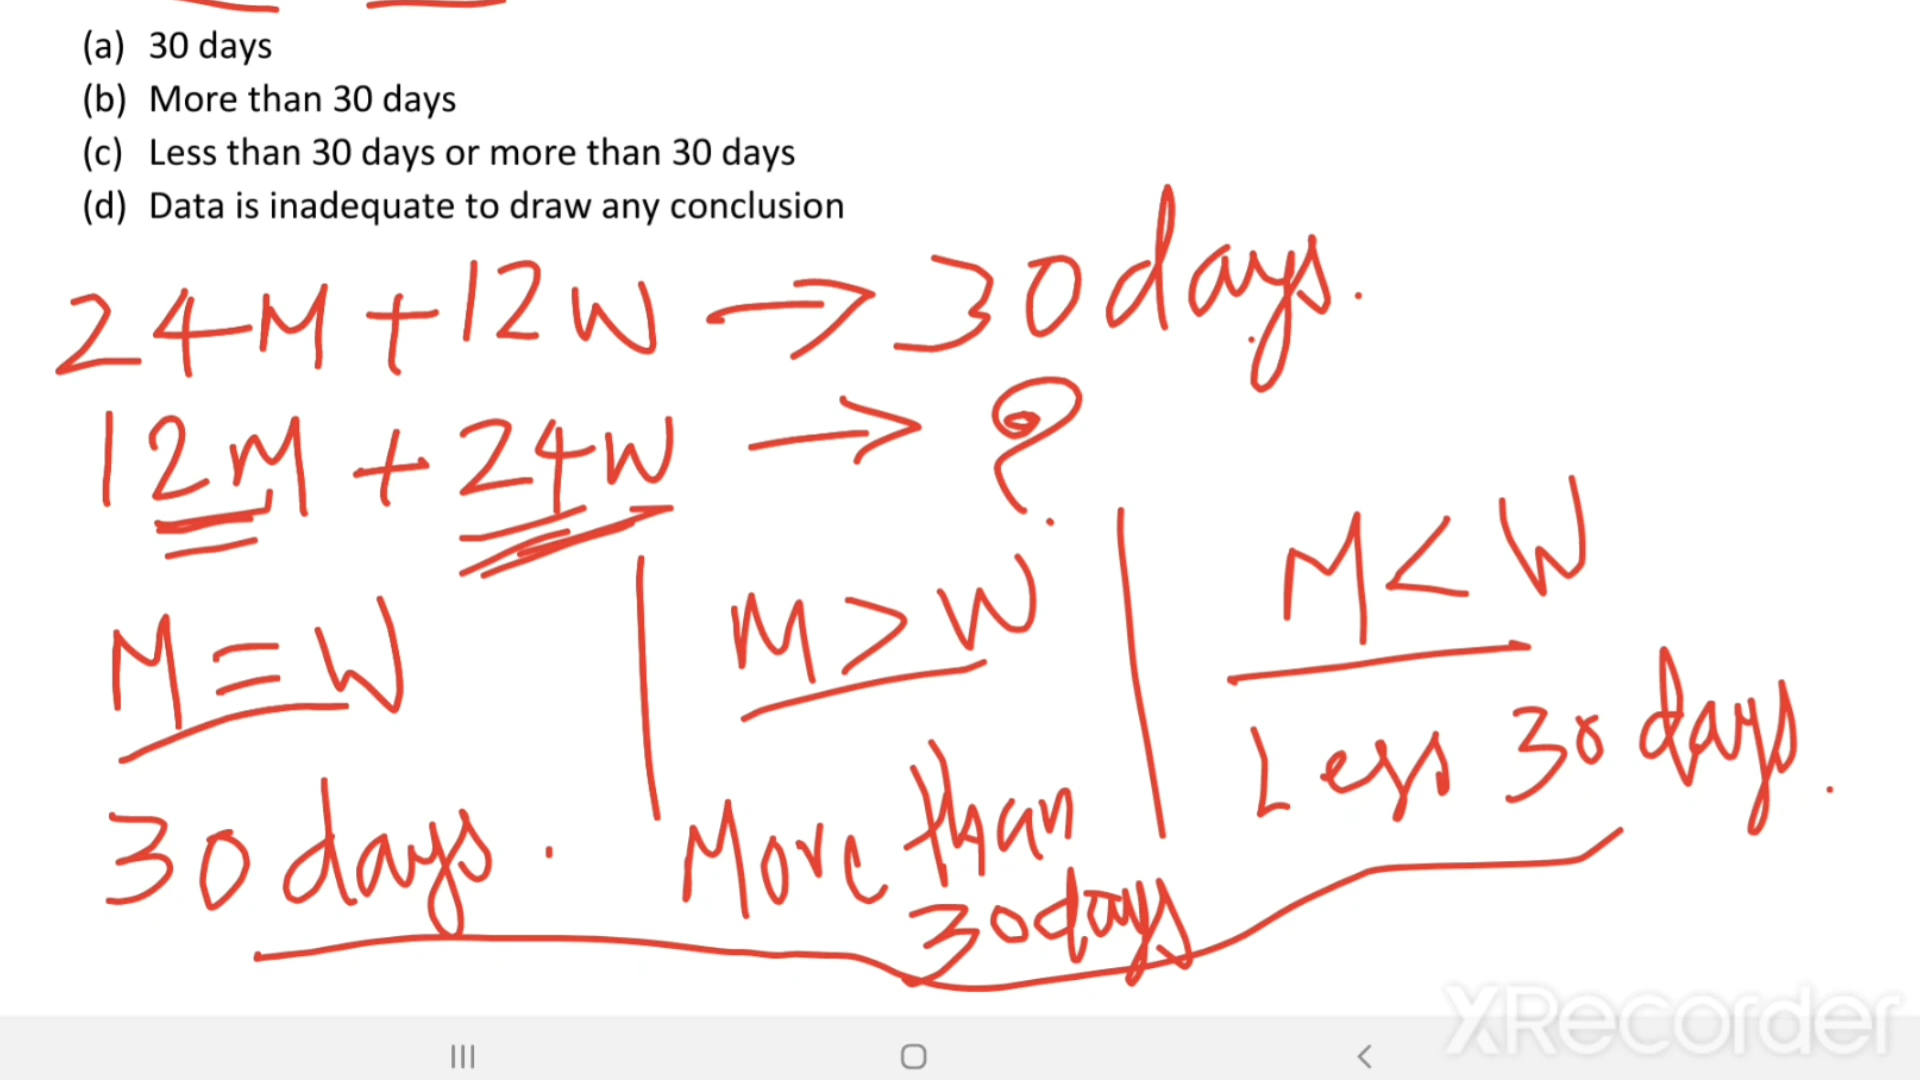 (a) 30 days
(b) More than 30 days
(c) Less than 30 days or more than 30 days
(d) Data is inadequate to draw any conclusion
24M+12W → 30 days.
12M + 24W → ?
M = W | M > W | M < W
30 days. More than 30 days Less 30 days.
XRecorder